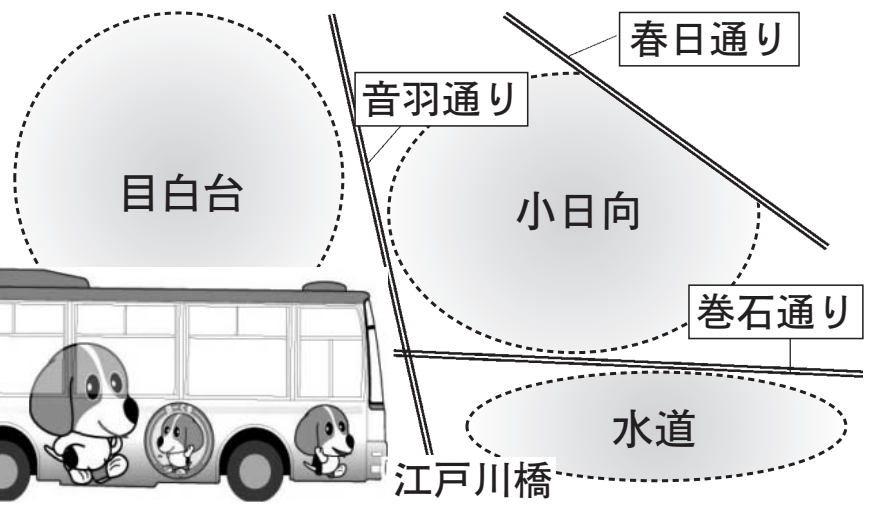 春日通り
音羽通り
目白台
小日向
巻石通り
水道
江戸川橋